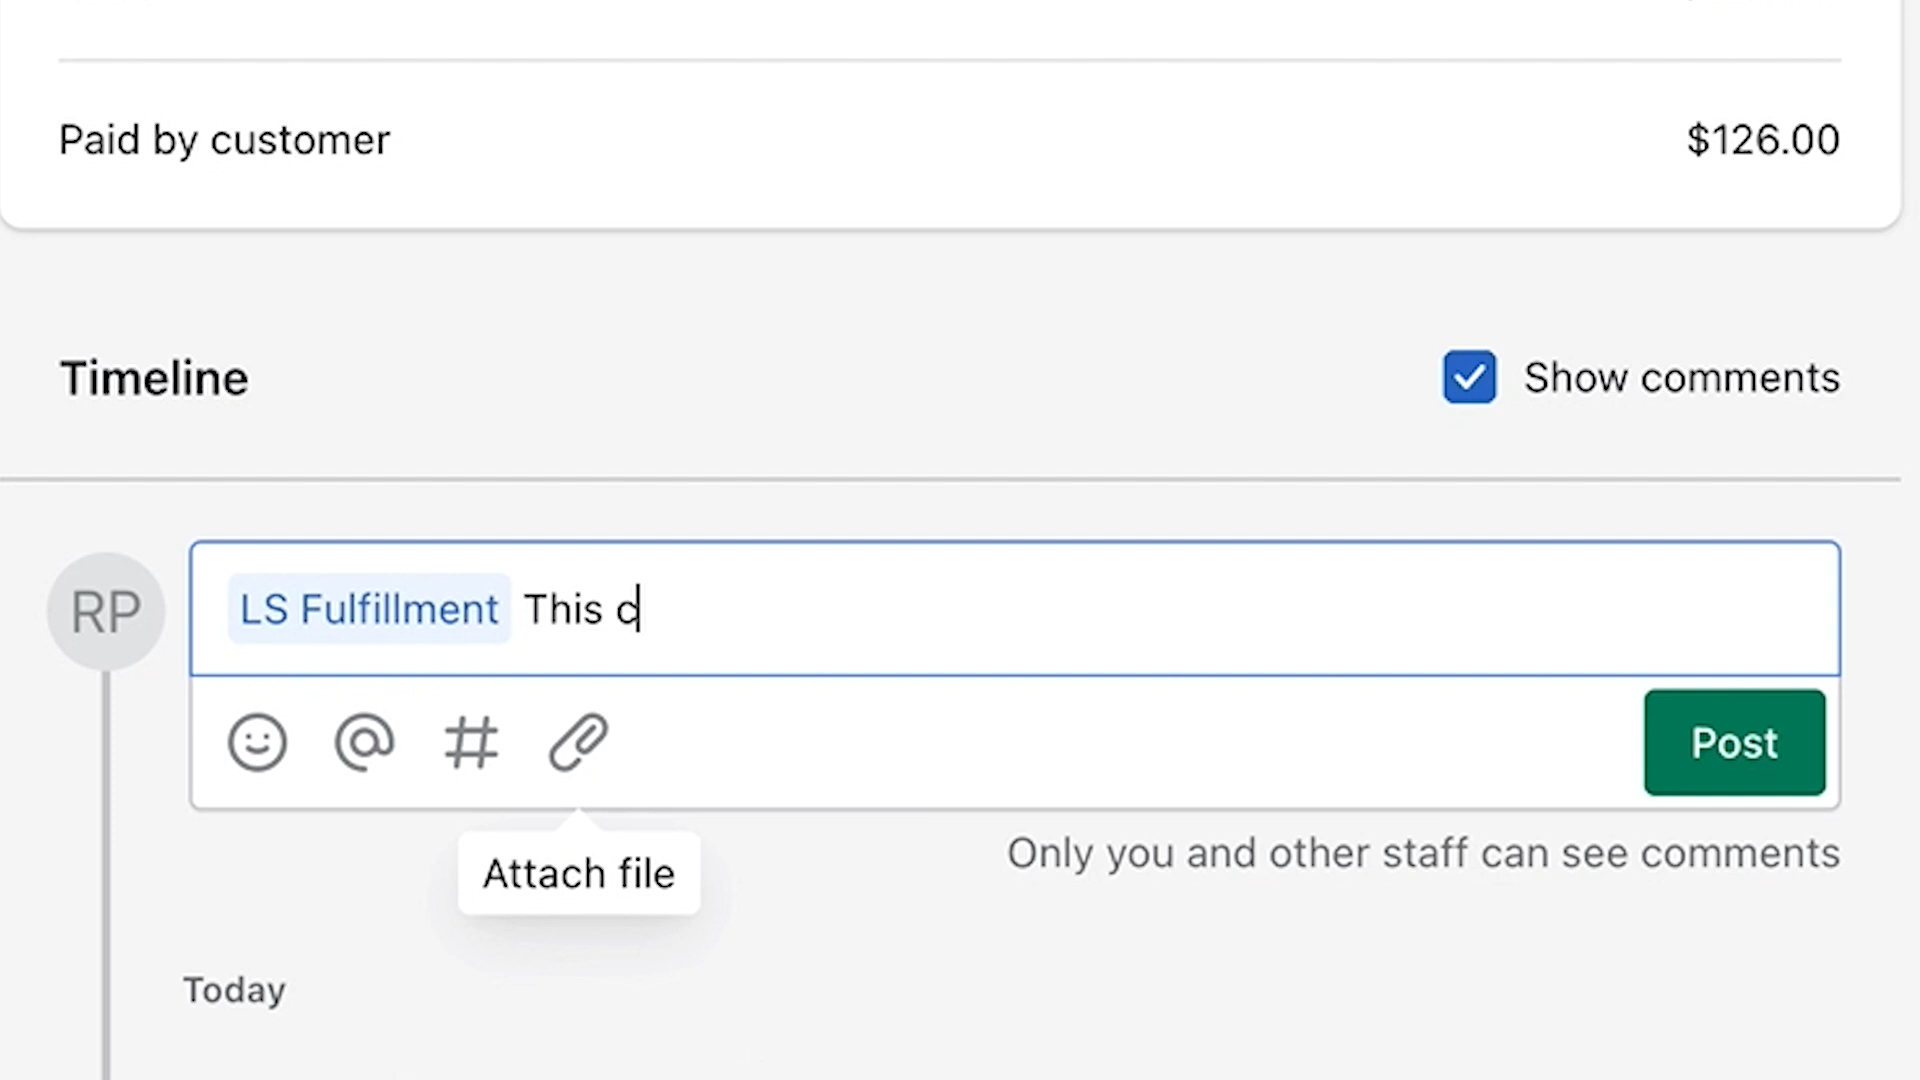 Paid by customer $126.00
Timeline Show comments
RP LS Fulfillment This c
Post
Attach file
Only you and other staff can see comments
Today